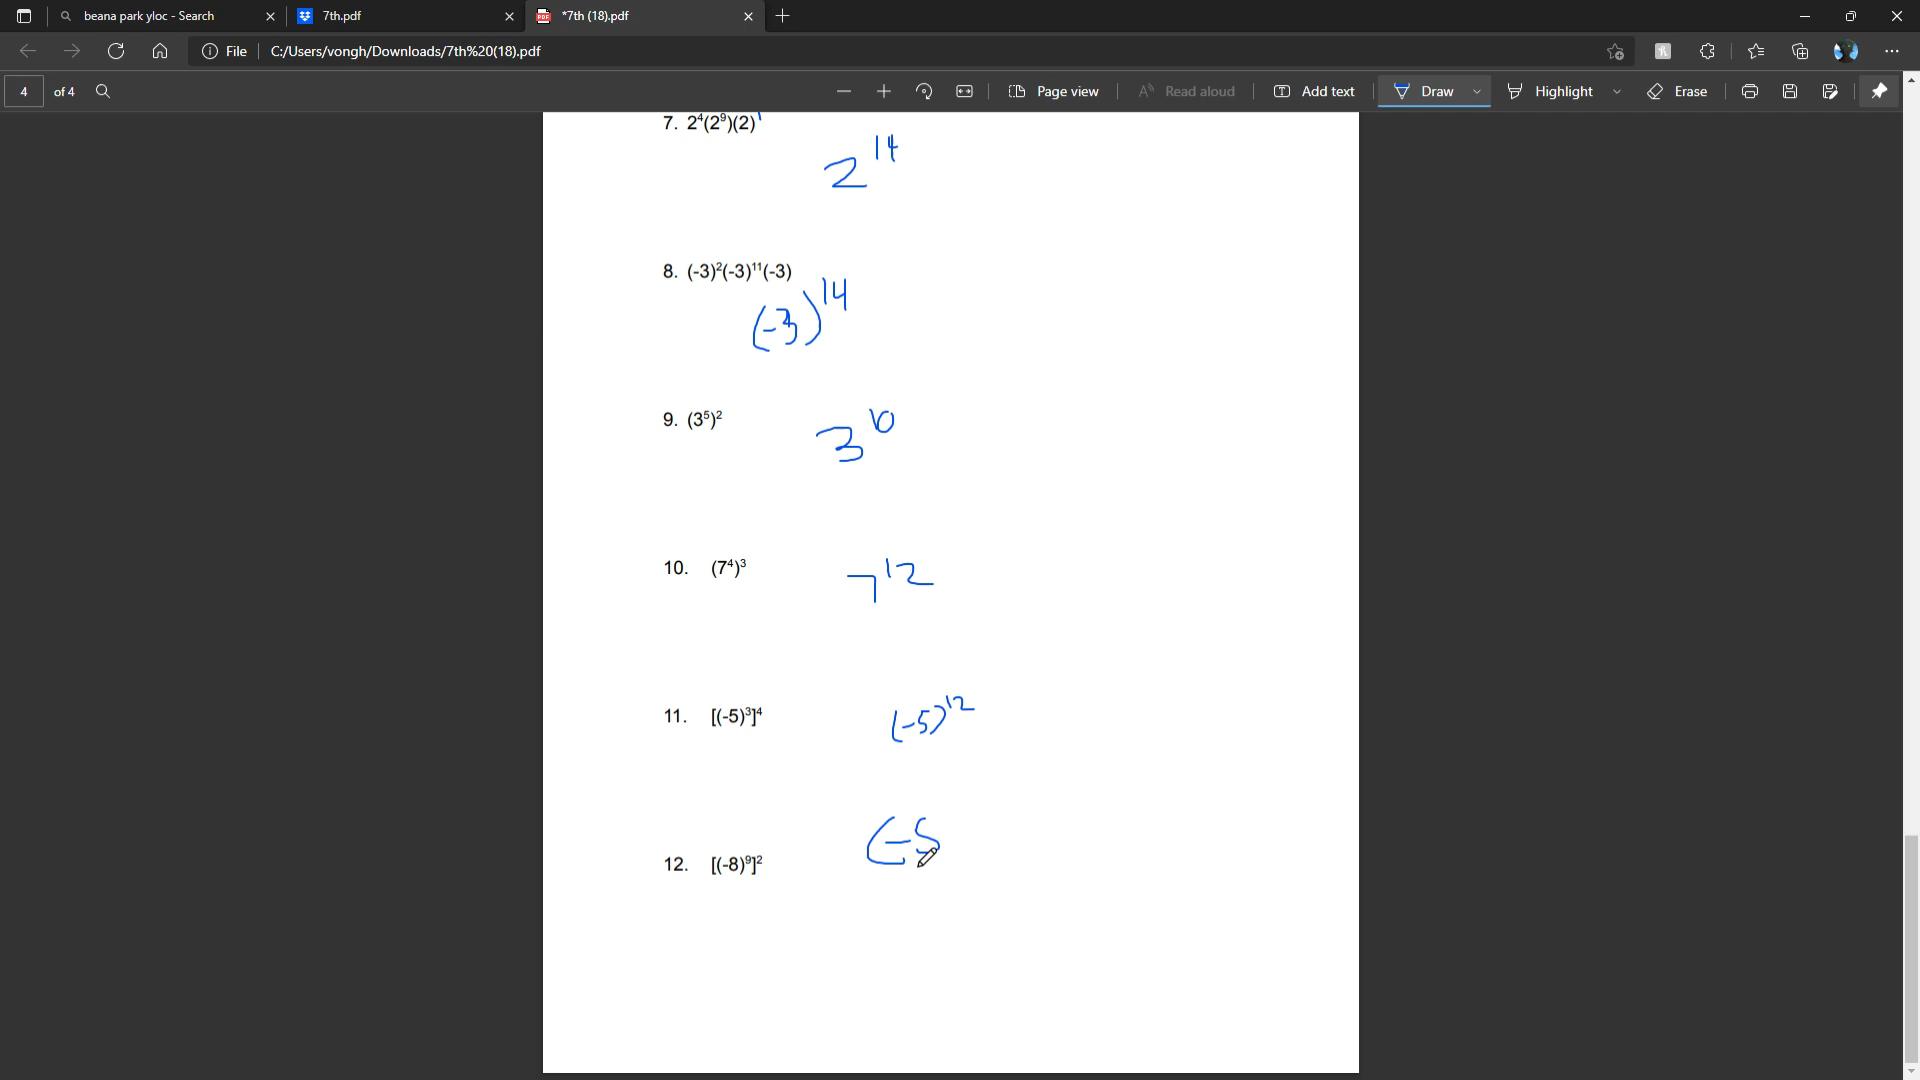 beana park yloc - Search
7th.pdf
*7th (18).pdf
File C:/Users/vongh/Downloads/7th%20(18).pdf
4 of 4
Page view
Read aloud
Add text
Draw
Highlight
Erase
7. 2⁴(2⁹)(2)¹
2¹⁴
8. (-3)²(-3)¹¹(-3)
(-3)¹⁴
9. (3⁵)²
3¹⁰
10. (7⁴)³
7¹²
11. [(-5)³]⁴
(-5)¹²
(-5
12. [(-8)⁹]²